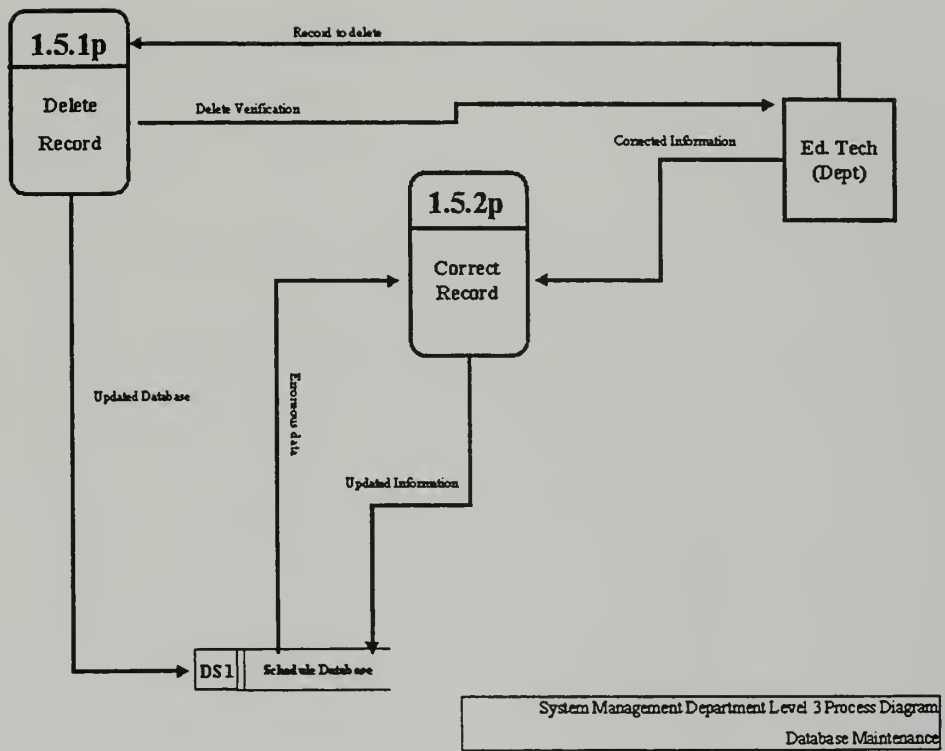 1.5.1p
Record to delete
Delete
Record
Delete Verification
Corrected Information
Ed. Tech
(Dept)
1.5.2p
Correct
Record
Updated Database
Erroneous data
Updated Information
DS1
Schedule Database
System Management Department Level 3 Process Diagram
Database Maintenance